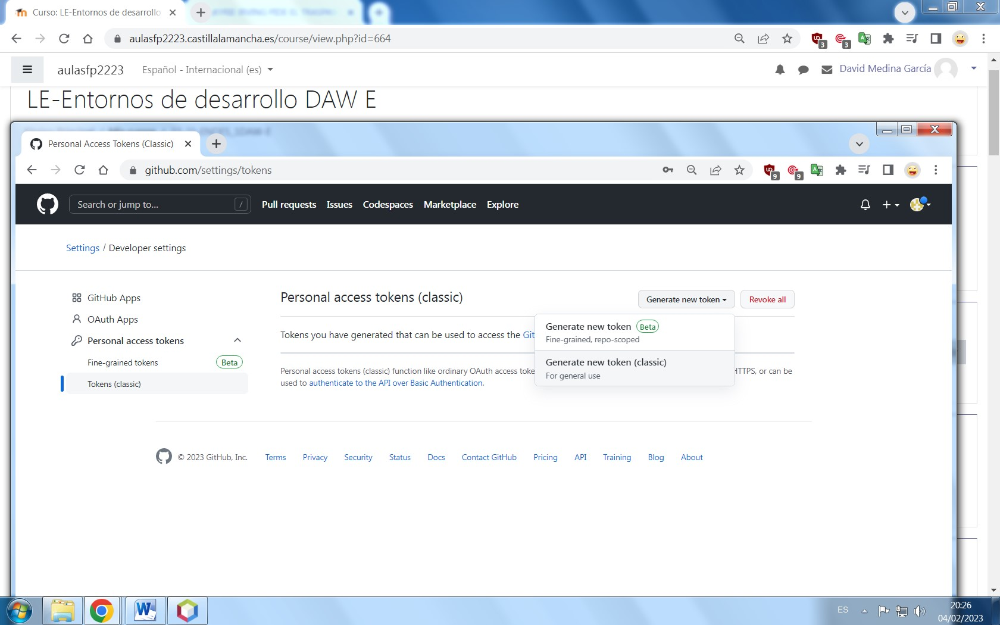 Curso: LE-Entornos de desarrollo
aulasfp2223.castillalamancha.es/course/view.php?id=664
3
3
aulasfp2223
Español - Internacional (es)
David Medina García
LE-Entornos de desarrollo DAW E
Personal Access Tokens (Classic)
github.com/settings/tokens
9
9
Search or jump to...
/
Pull requests
Issues
Codespaces
Marketplace
Explore
Settings / Developer settings
GitHub Apps
OAuth Apps
Personal access tokens
Fine-grained tokens
Beta
Tokens (classic)
Personal access tokens (classic)
Generate new token
Revoke all
Generate new token Beta
Fine-grained, repo-scoped
Generate new token (classic)
For general use
Tokens you have generated that can be used to access the Git
Personal access tokens (classic) function like ordinary OAuth access toke HTTPS, or can be
used to authenticate to the API over Basic Authentication.
© 2023 GitHub, Inc.
Terms
Privacy
Security
Status
Docs
Contact GitHub
Pricing
API
Training
Blog
About
ES
20:26
04/02/2023